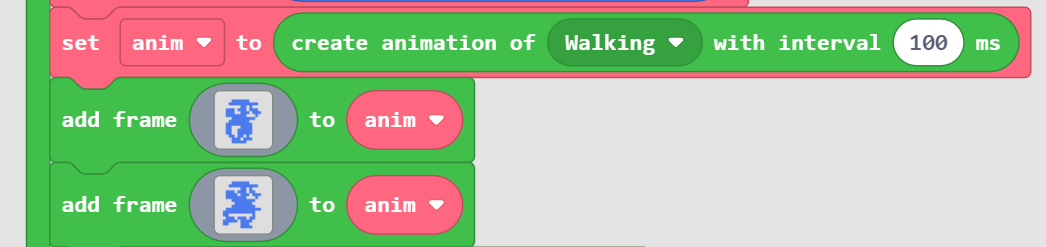 set anim to create animation of Walking with interval 100 ms
add frame to anim
add frame to anim